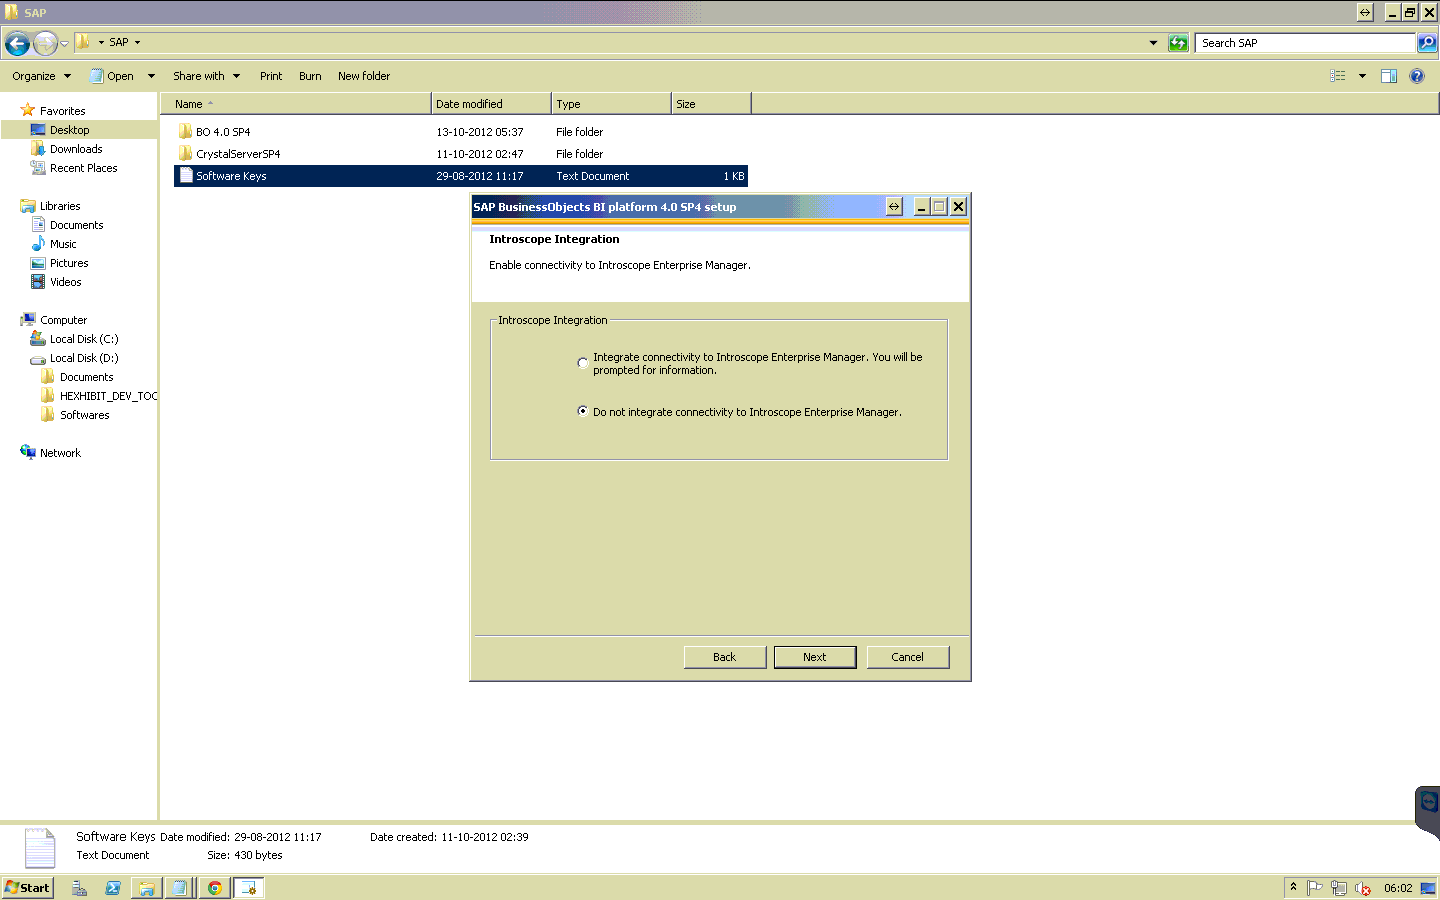 SAP
SAP
Search SAP
Organize Open Share with Print Burn New folder
Favorites
Desktop
Downloads
Recent Places
Libraries
Documents
Music
Pictures
Videos
Computer
Local Disk (C:)
Local Disk (D:)
Documents
HEXHIBIT_DEV_TOO
Softwares
Network
Name Date modified Type Size
BO 4.0 SP4 13-10-2012 05:37 File folder
CrystalServerSP4 11-10-2012 02:47 File folder
Software Keys 29-08-2012 11:17 Text Document 1 KB
SAP BusinessObjects BI platform 4.0 SP4 setup
Introscope Integration
Enable connectivity to Introscope Enterprise Manager.
Introscope Integration
Integrate connectivity to Introscope Enterprise Manager. You will be
prompted for information.
Do not integrate connectivity to Introscope Enterprise Manager.
Back Next Cancel
Software Keys Date modified: 29-08-2012 11:17 Date created: 11-10-2012 02:39
Text Document Size: 430 bytes
Start 06:02